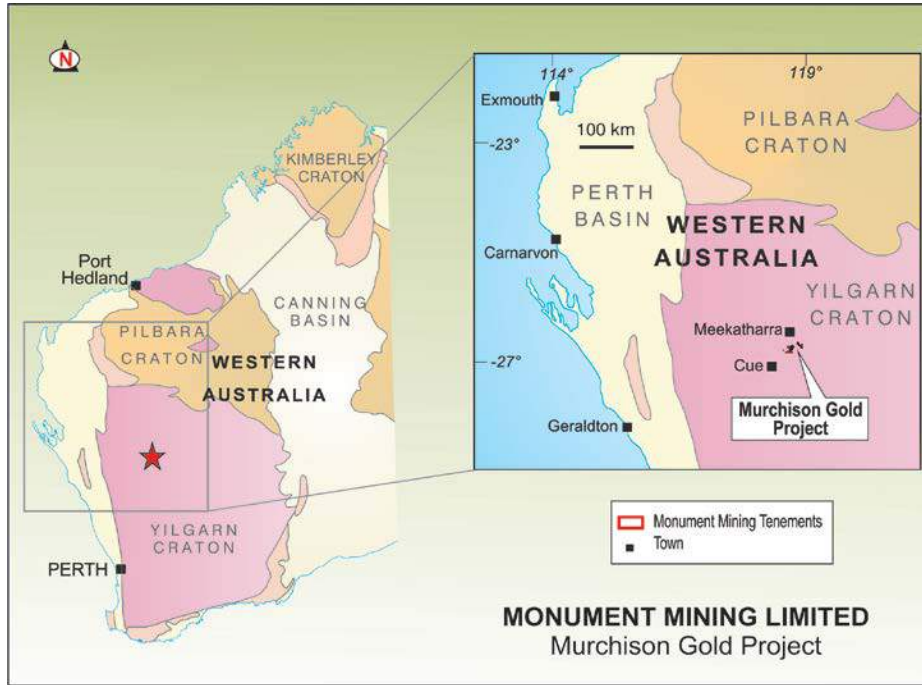 N
KIMBERLEY
CRATON
Port
Hedland
CANNING
BASIN
PILBARA
CRATON
WESTERN
AUSTRALIA
YILGARN
CRATON
PERTH
114°
119°
Exmouth
-23°
100 km
PILBARA
CRATON
PERTH
BASIN
WESTERN
AUSTRALIA
Carnarvon
YILGARN
CRATON
Meekatharra
-27°
Cue
Murchison Gold
Project
Geraldton
Monument Mining Tenements
Town
MONUMENT MINING LIMITED
Murchison Gold Project